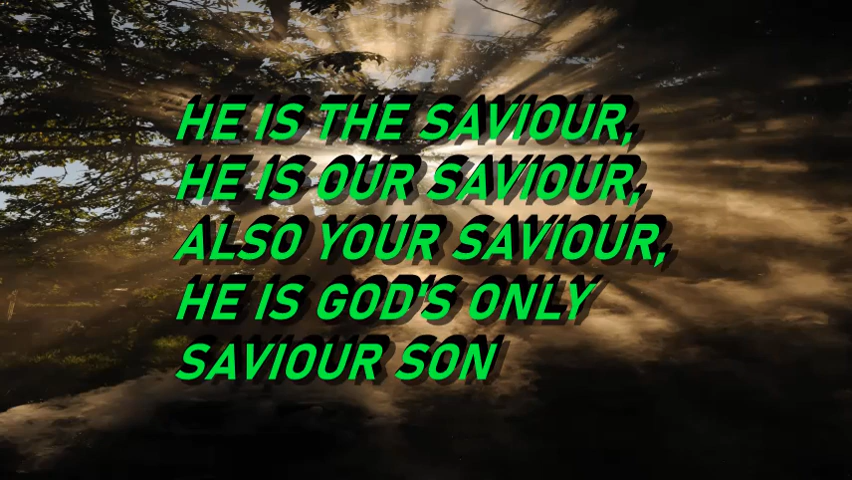 HE IS THE SAVIOUR,
HE IS OUR SAVIOUR,
ALSO YOUR SAVIOUR,
HE IS GOD'S ONLY
SAVIOUR SON